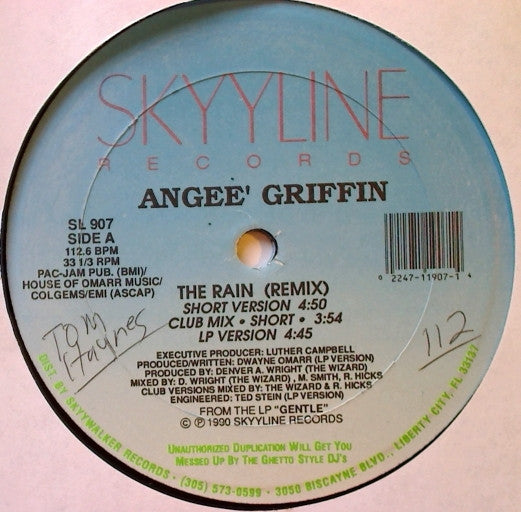 SKYYLINE
RECORDS
ANGEE' GRIFFIN
SL 907
SIDE A
112.6 BPM
33 1/3 RPM
PAC-JAM PUB. (BMI)/
HOUSE OF OMARR MUSIC/
COLGEMS/EMI (ASCAP)
0 2247-11907-1 4
THE RAIN (REMIX)
SHORT VERSION 4:50
CLUB MIX • SHORT • 3:54
LP VERSION 4:45
Tom
Haynes
112
EXECUTIVE PRODUCER: LUTHER CAMPBELL
PRODUCED/WRITTEN: DWAYNE OMARR (LP VERSION)
PRODUCED BY: DENVER A. WRIGHT (THE WIZARD)
MIXED BY: D. WRIGHT (THE WIZARD) , M. SMITH, R. HICKS
CLUB VERSIONS MIXED BY: THE WIZARD & R. HICKS
ENGINEERED: TED STEIN (LP VERSION)
FROM THE LP "GENTLE"
© ℗ 1990 SKYYLINE RECORDS
UNAUTHORIZED DUPLICATION WILL GET YOU
MESSED UP BY THE GHETTO STYLE DJ's
DIST. BY SKYYWALKER RECORDS • (305) 573-0599 • 3050 BISCAYNE BLVD... LIBERTY CITY, FL 33137